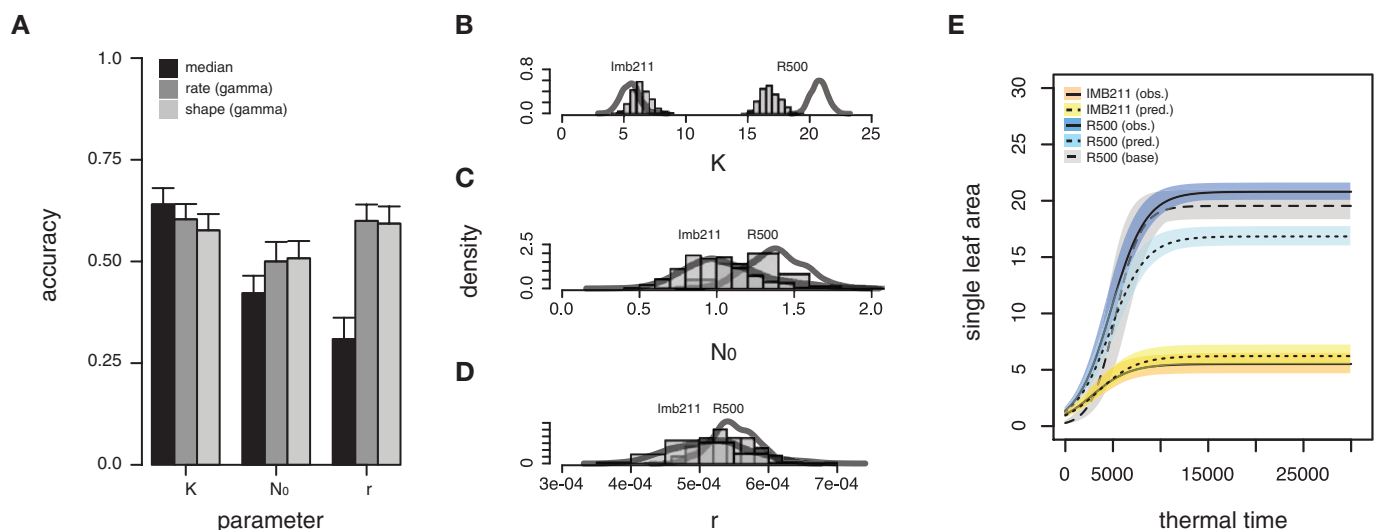 A
1.0
0.75
0.50
0.25
0.0
accuracy
median
rate (gamma)
shape (gamma)
K
N0
r
parameter
B
0.8
0.0
Imb211
R500
0
5
10
15
20
25
K
C
density
2.5
0.0
Imb211
R500
0.0
0.5
1.0
1.5
2.0
N0
D
0
Imb211
R500
3e-04
4e-04
5e-04
6e-04
7e-04
r
E
single leaf area
30
25
20
15
10
5
0
IMB211 (obs.)
IMB211 (pred.)
R500 (obs.)
R500 (pred.)
R500 (base)
0
5000
15000
25000
thermal time